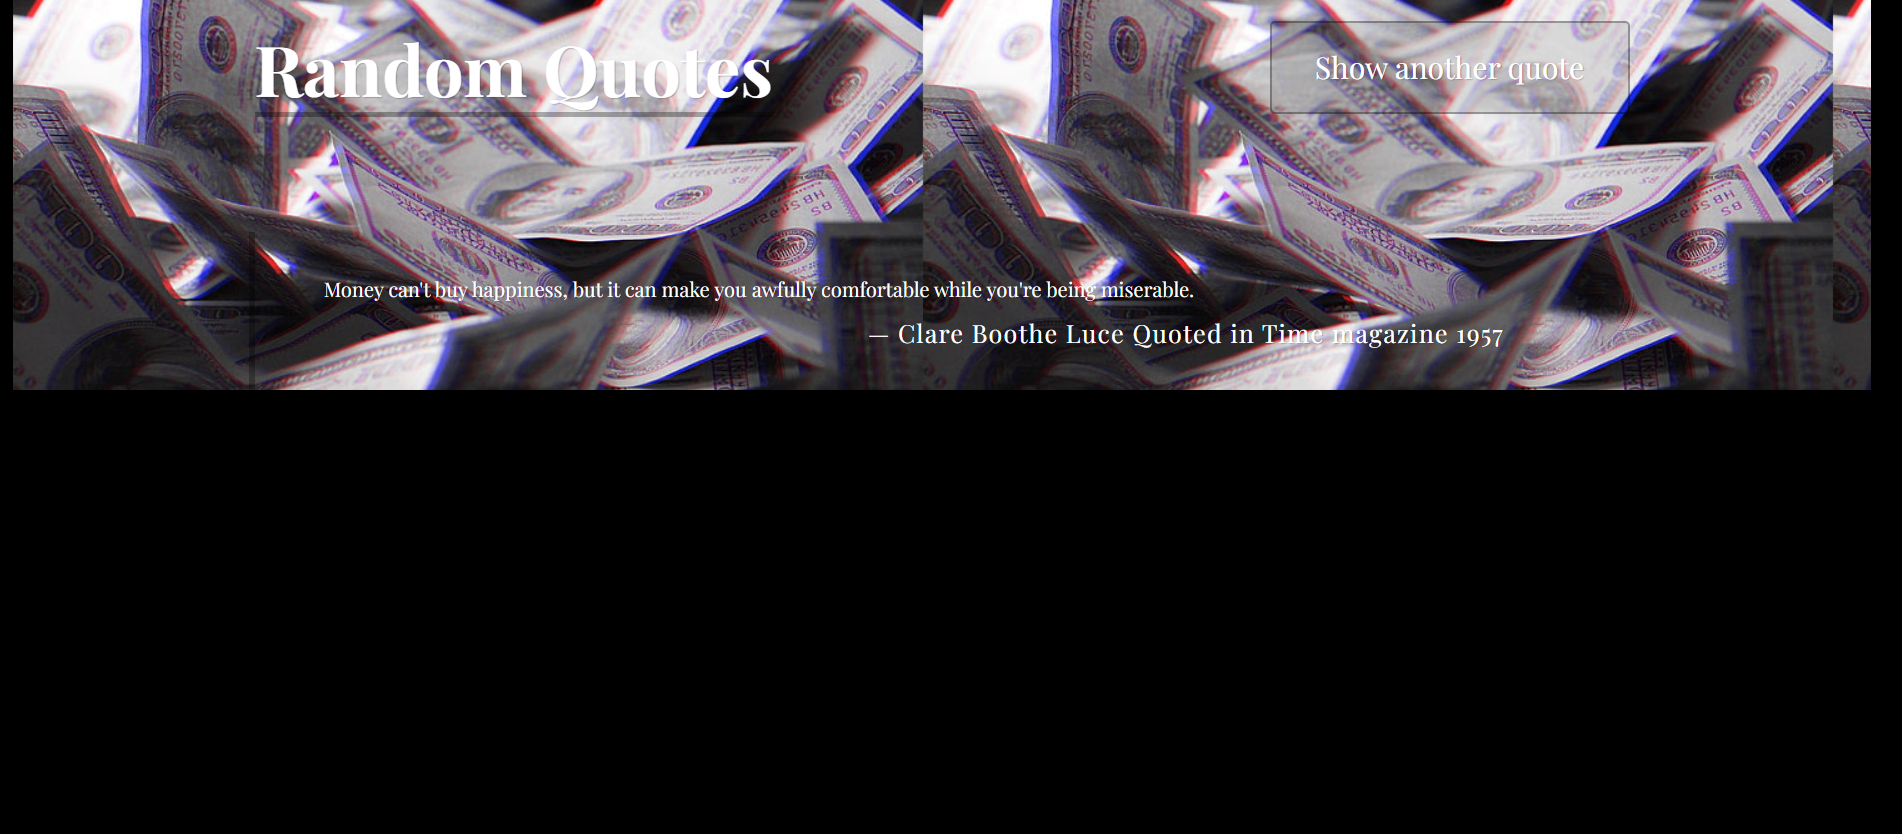 Random Quotes
Show another quote
Money can't buy happiness, but it can make you awfully comfortable while you're being miserable.
— Clare Boothe Luce Quoted in Time magazine 1957